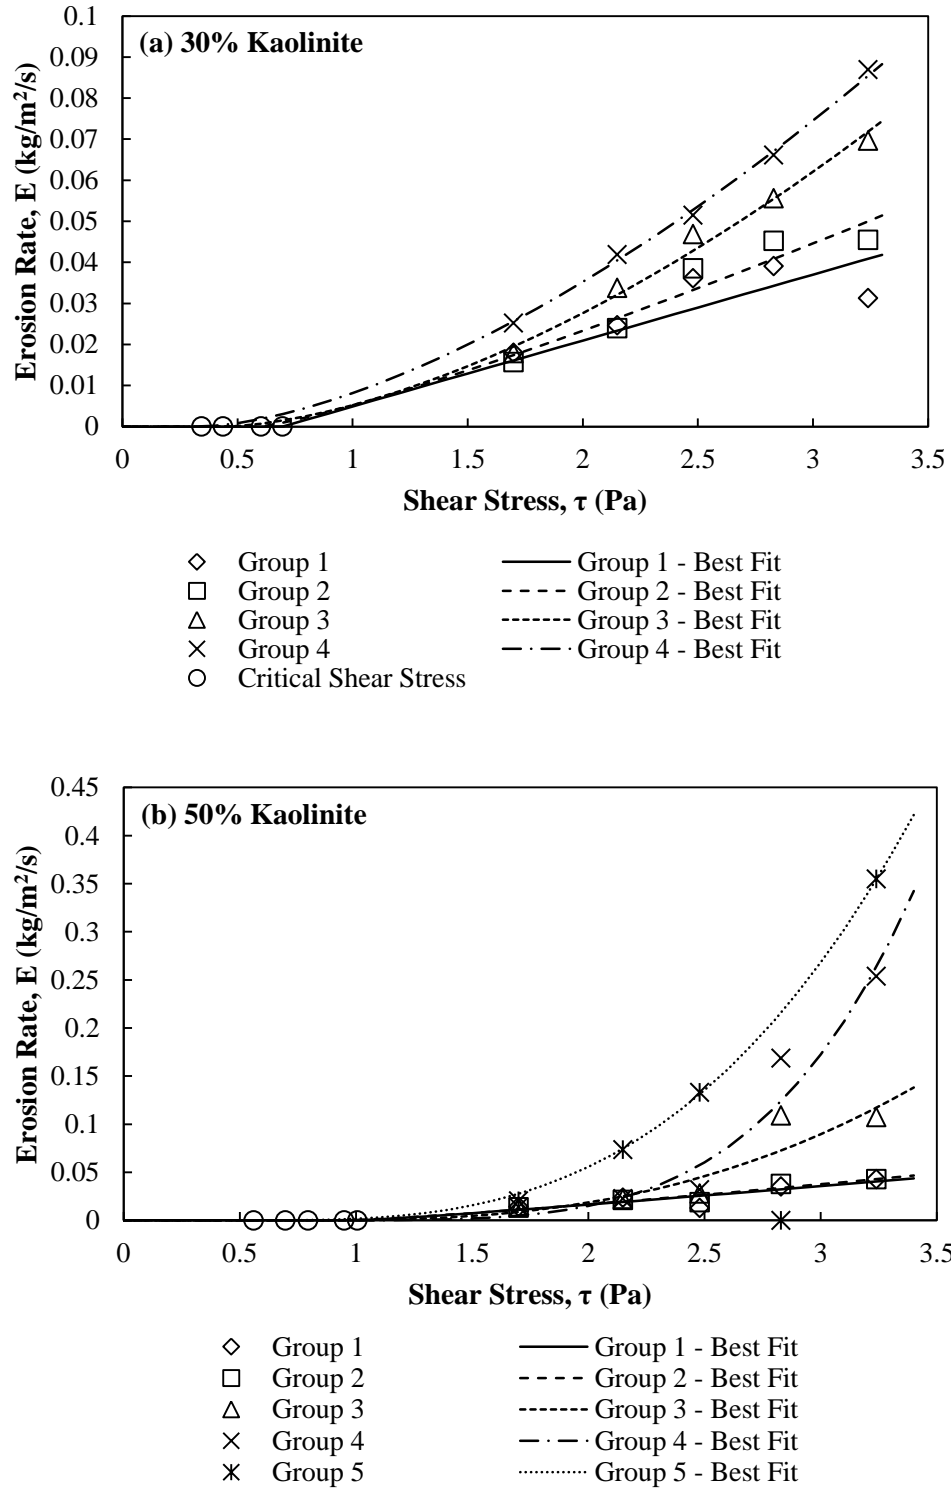 (a) 30% Kaolinite
Erosion Rate, E (kg/m²/s)
0.1
0.09
0.08
0.07
0.06
0.05
0.04
0.03
0.02
0.01
0
0 0.5 1 1.5 2 2.5 3 3.5
Shear Stress, τ (Pa)
Group 1 Group 1 - Best Fit
Group 2 Group 2 - Best Fit
Group 3 Group 3 - Best Fit
Group 4 Group 4 - Best Fit
Critical Shear Stress
(b) 50% Kaolinite
Erosion Rate, E (kg/m²/s)
0.45
0.4
0.35
0.3
0.25
0.2
0.15
0.1
0.05
0
0 0.5 1 1.5 2 2.5 3 3.5
Shear Stress, τ (Pa)
Group 1 Group 1 - Best Fit
Group 2 Group 2 - Best Fit
Group 3 Group 3 - Best Fit
Group 4 Group 4 - Best Fit
Group 5 Group 5 - Best Fit